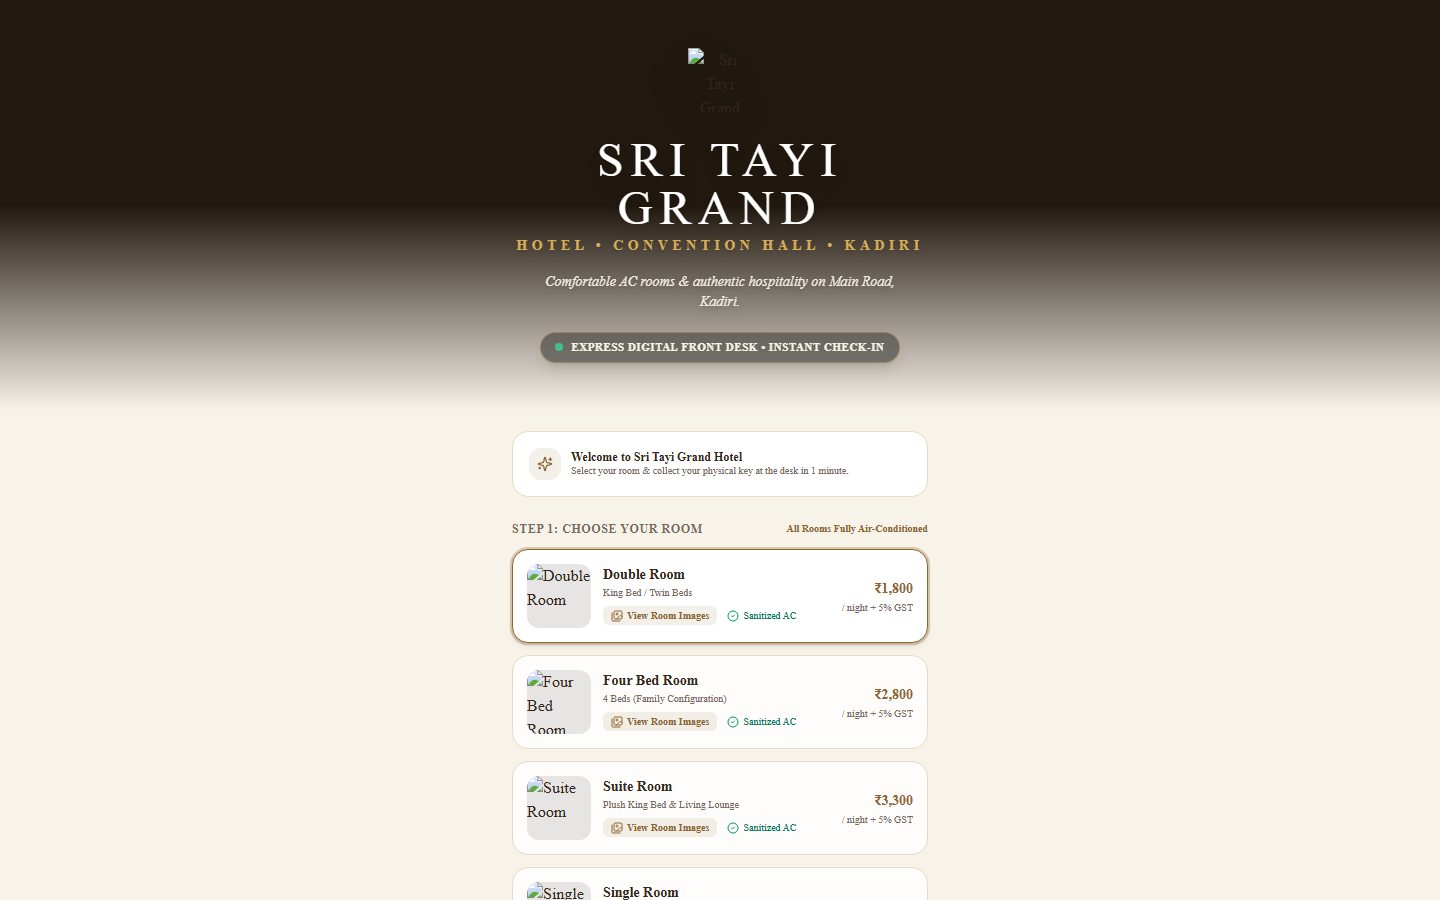 Sri
Tayi
Grand
SRI TAYI
GRAND
HOTEL • CONVENTION HALL • KADIRI
Comfortable AC rooms & authentic hospitality on Main Road,
Kadiri.
EXPRESS DIGITAL FRONT DESK • INSTANT CHECK-IN
Welcome to Sri Tayi Grand Hotel
Select your room & collect your physical key at the desk in 1 minute.
STEP 1: CHOOSE YOUR ROOM
All Rooms Fully Air-Conditioned
Double
Room
Double Room
King Bed / Twin Beds
View Room Images
Sanitized AC
₹1,800
/ night + 5% GST
Four
Bed
Room
Four Bed Room
4 Beds (Family Configuration)
View Room Images
Sanitized AC
₹2,800
/ night + 5% GST
Suite
Room
Suite Room
Plush King Bed & Living Lounge
View Room Images
Sanitized AC
₹3,300
/ night + 5% GST
Single
Single Room